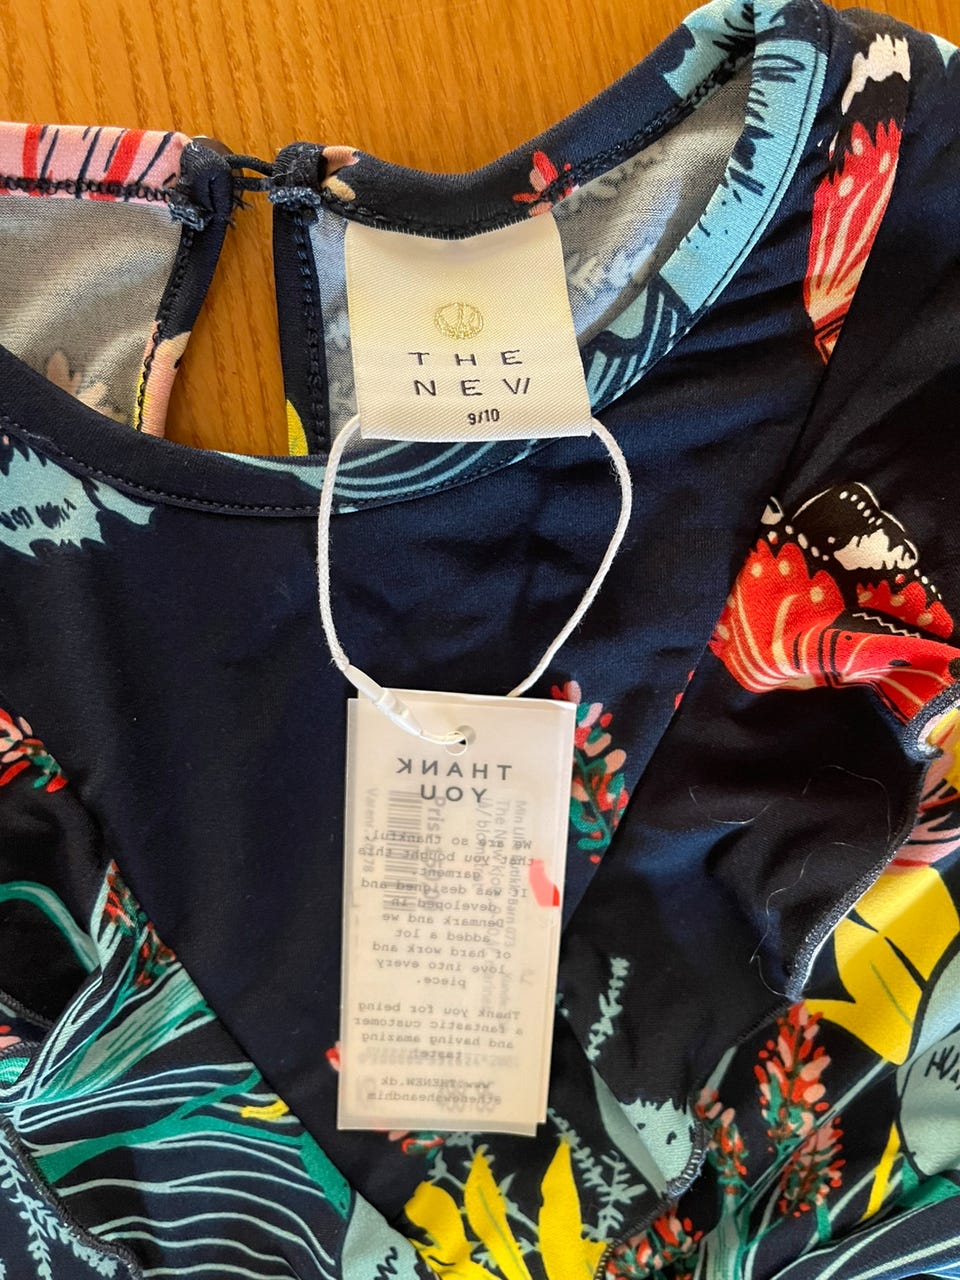 THE
NEW
9/10
THANK
YOU
We are so thankful,
that you bought this
garment.
It was designed and
developed in
Denmark and we
added a lot
of hard work and
love into every
piece.
Thank you for being
a fantastic customer
and having amazing
taste!
www.THENEW.dk
@thenewsheandhim